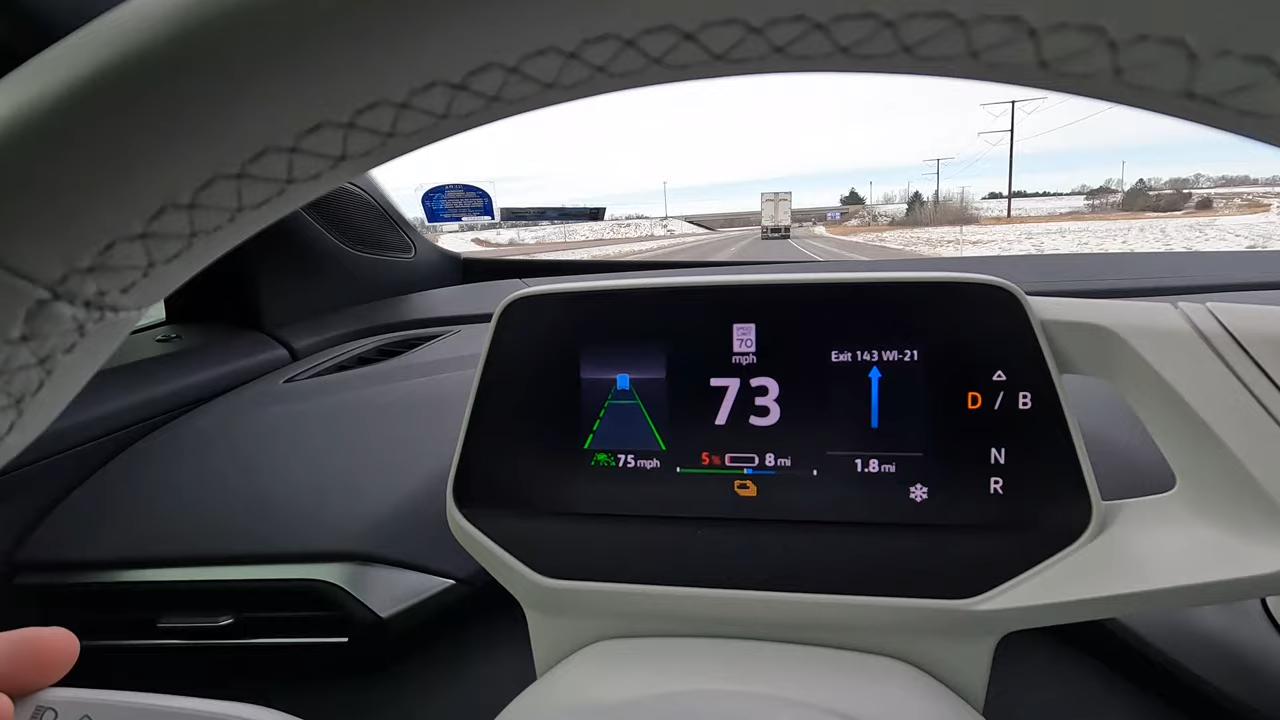 SPEED
LIMIT
70
mph
73
Exit 143 WI-21
D / B
75 mph
5%
8 mi
1.8 mi
N
R